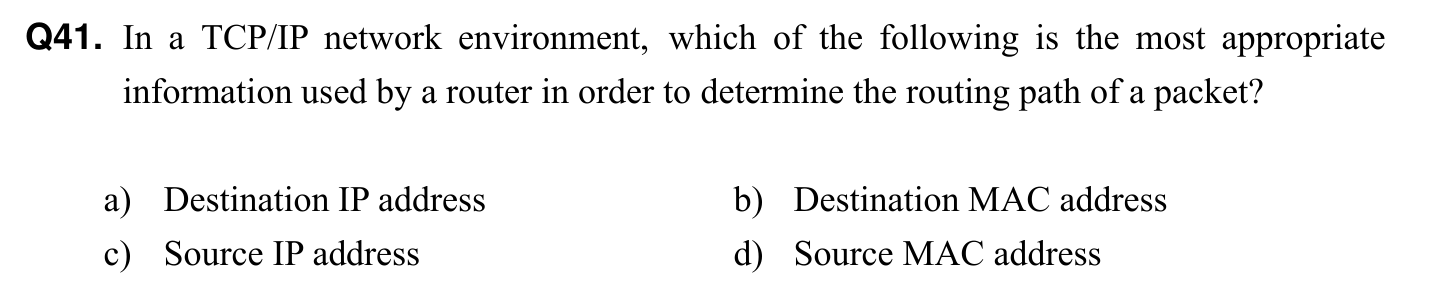 Q41. In a TCP/IP network environment, which of the following is the most appropriate
information used by a router in order to determine the routing path of a packet?
a) Destination IP address b) Destination MAC address
c) Source IP address d) Source MAC address